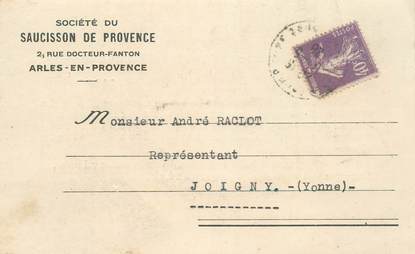 SOCIÉTÉ DU
SAUCISSON DE PROVENCE
2, RUE DOCTEUR-FANTON
ARLES-EN-PROVENCE
Monsieur André RACLOT
Représentant
JOIGNY.-(Yonne)-